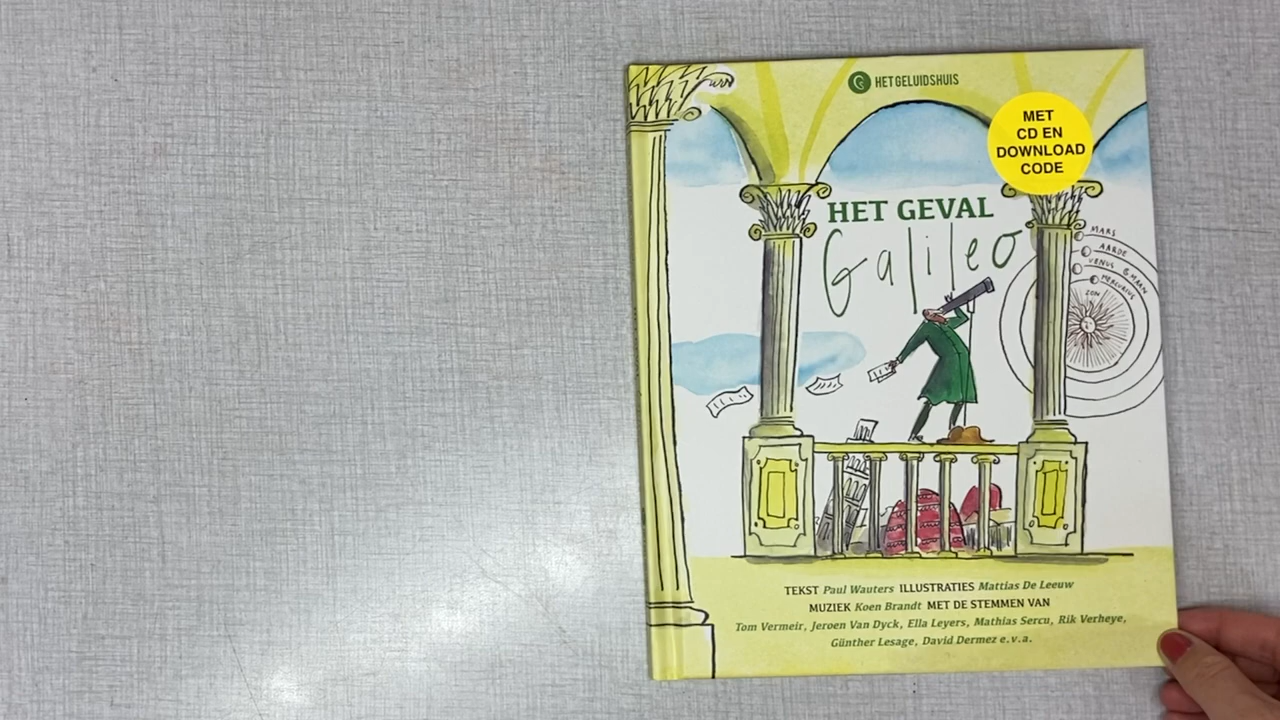 HETGELUIDSHUIS
MET
CD EN
DOWNLOAD
CODE
HET GEVAL
Galileo
MARS
AARDE
VENUS & MAAN
MERCURIUS
ZON
TEKST Paul Wauters ILLUSTRATIES Mattias De Leeuw
MUZIEK Koen Brandt MET DE STEMMEN VAN
Tom Vermeir, Jeroen Van Dyck, Ella Leyers, Mathias Sercu, Rik Verheye,
Günther Lesage, David Dermez e.v.a.